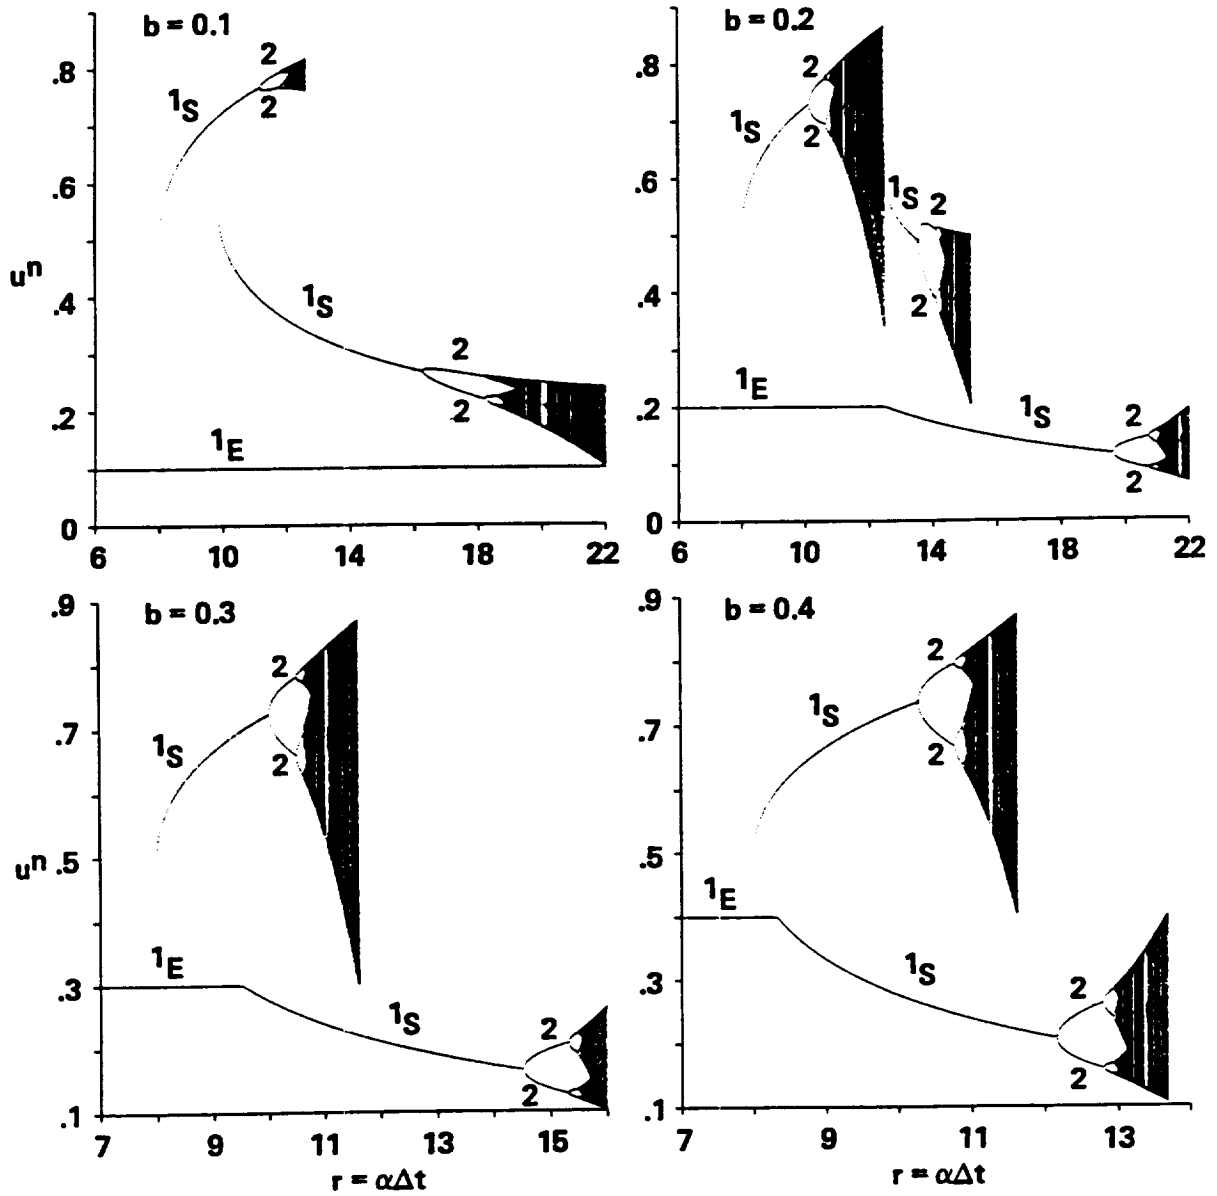 b = 0.1
.8
.6
uⁿ
.4
.2
0
2
¹S
2
¹S
2
2
¹E
6 10 14 18 22
b = 0.2
.8
.6
.4
.2
0
2
¹S
2
¹S 2
2
¹E
¹S
2
2
6 10 14 18 22
b = 0.3
.9
.7
uⁿ .5
.3
.1
2
¹S
2
¹E
¹S
2
2
7 9 11 13 15
r = αΔt
b = 0.4
.9
.7
.5
.3
.1
2
¹S
2
¹E
¹S
2
2
7 9 11 13
r = αΔt